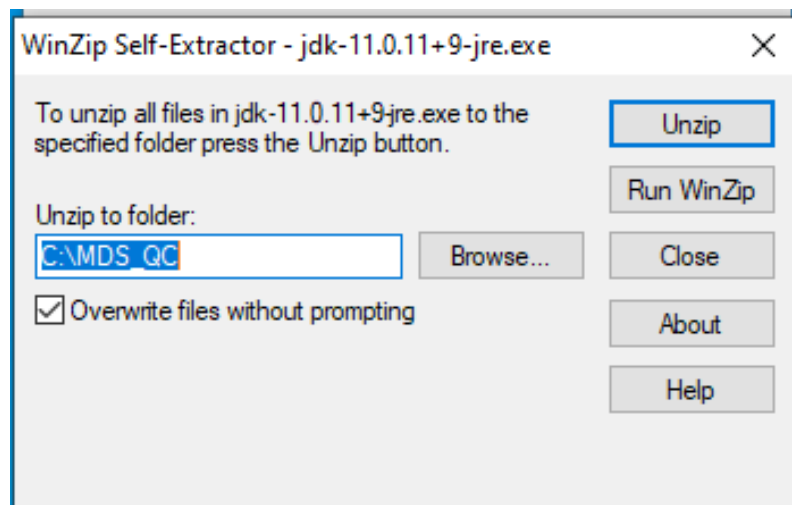 WinZip Self-Extractor - jdk-11.0.11+9-jre.exe
To unzip all files in jdk-11.0.11+9-jre.exe to the
specified folder press the Unzip button.
Unzip to folder:
C:\MDS_QC
Browse...
Overwrite files without prompting
Unzip
Run WinZip
Close
About
Help